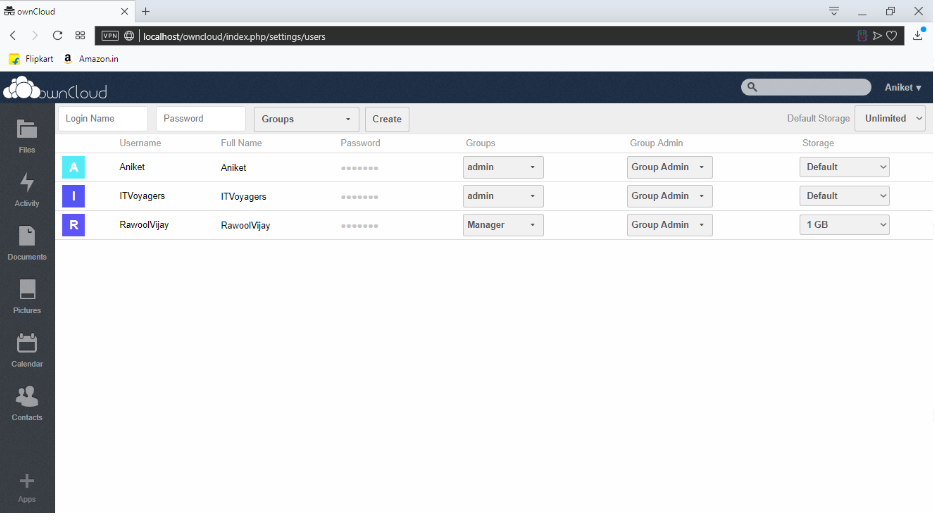 ownCloud
VPN localhost/owncloud/index.php/settings/users
Flipkart a Amazon.in
ownCloud Aniket
Login Name Password Groups Create Default Storage Unlimited
Username Full Name Password Groups Group Admin Storage
A Aniket Aniket admin Group Admin Default
I ITVoyagers ITVoyagers admin Group Admin Default
R RawoolVijay RawoolVijay Manager Group Admin 1 GB
Files
Activity
Documents
Pictures
Calendar
Contacts
Apps